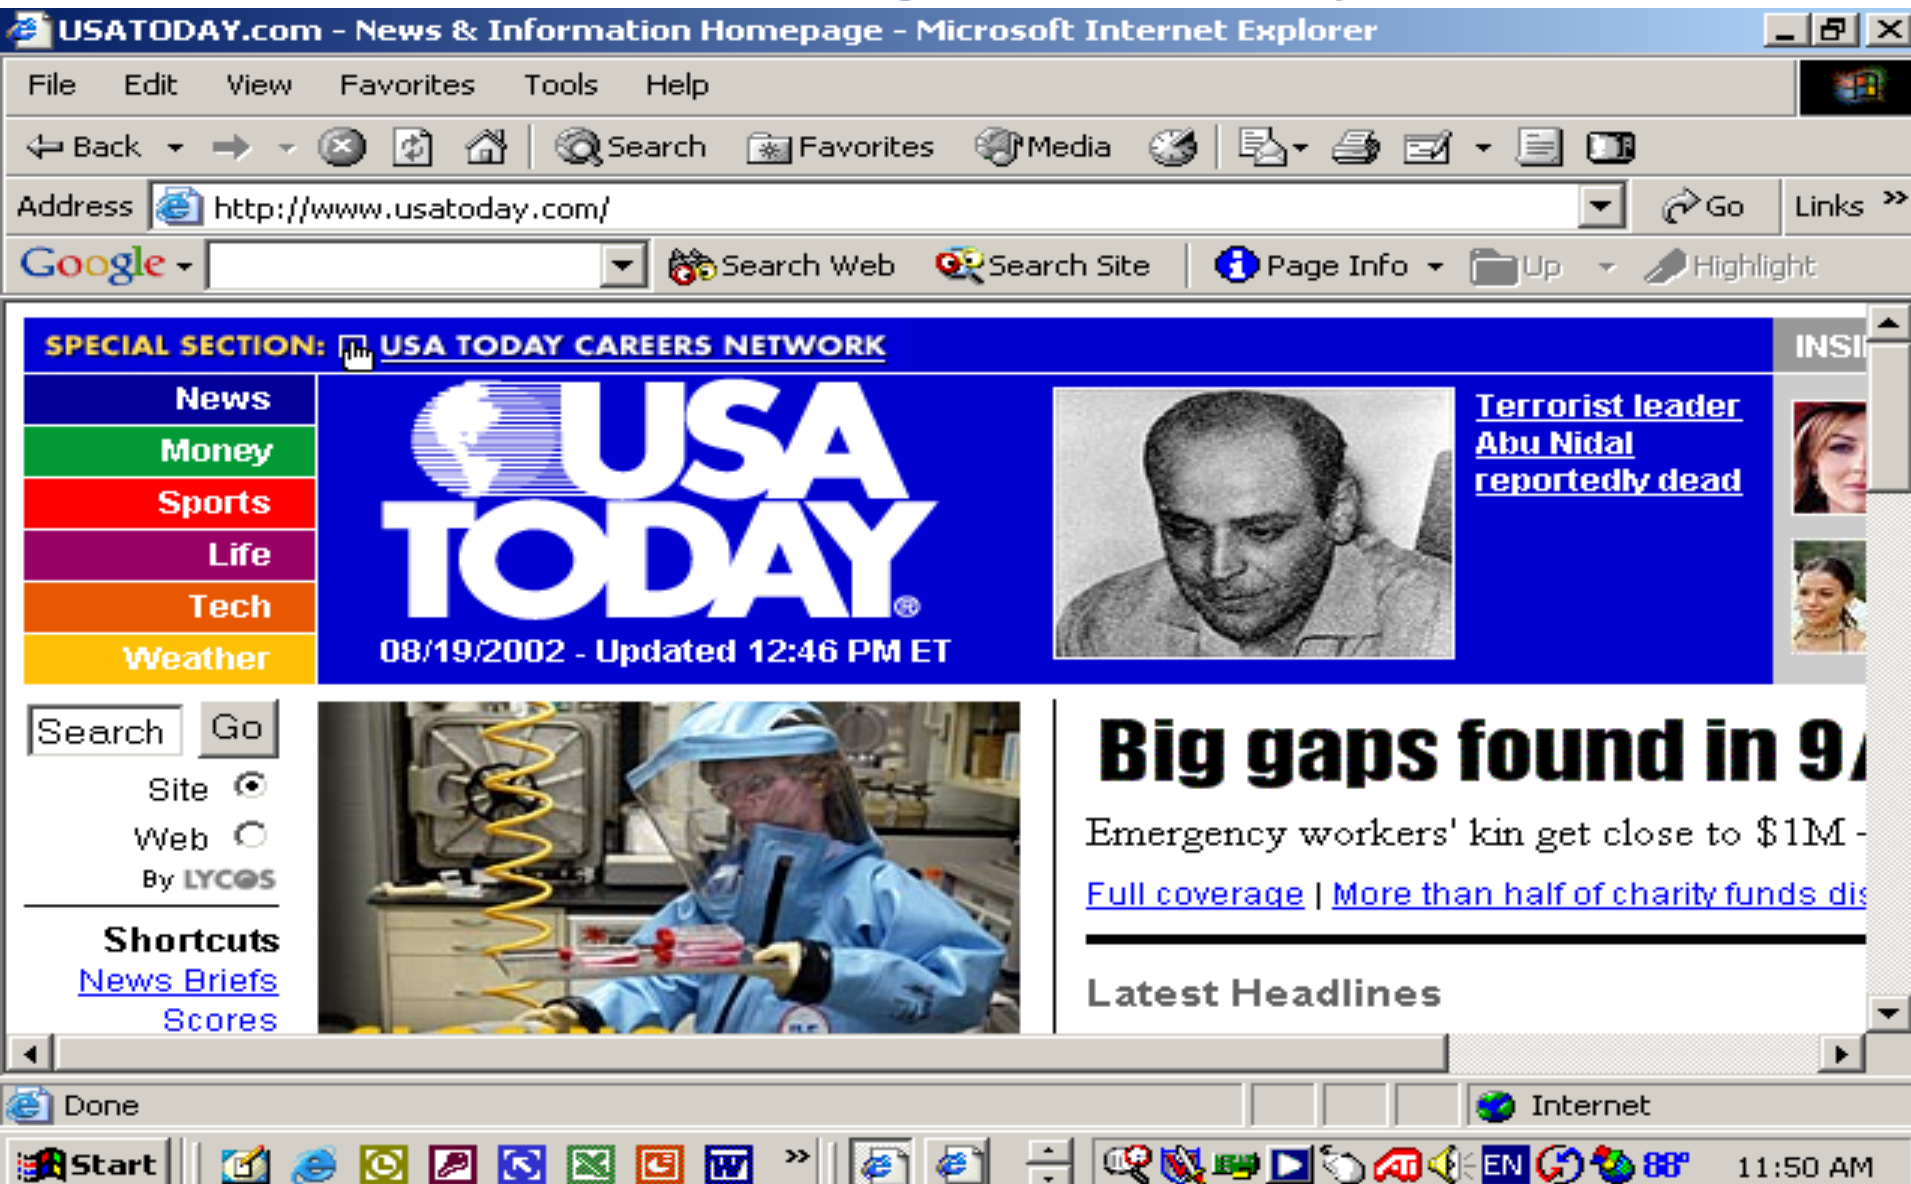 USATODAY.com - News & Information Homepage - Microsoft Internet Explorer
File Edit View Favorites Tools Help
Back Search Favorites Media
Address http://www.usatoday.com/ Go Links »
Google Search Web Search Site Page Info Up Highlight
SPECIAL SECTION: USA TODAY CAREERS NETWORK
INSI
News
Money
Sports
Life
Tech
Weather
USA
TODAY®
08/19/2002 - Updated 12:46 PM ET
Terrorist leader
Abu Nidal
reportedly dead
Search Go
Site
Web
By LYCOS
Shortcuts
News Briefs
Scores
Big gaps found in 9/
Emergency workers' kin get close to $1M -
Full coverage | More than half of charity funds dis
Latest Headlines
Done Internet
Start » EN 88° 11:50 AM